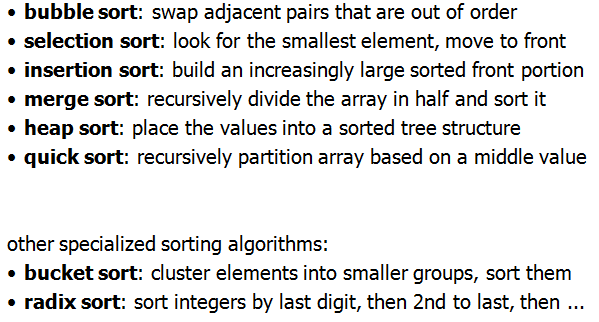 • bubble sort: swap adjacent pairs that are out of order
• selection sort: look for the smallest element, move to front
• insertion sort: build an increasingly large sorted front portion
• merge sort: recursively divide the array in half and sort it
• heap sort: place the values into a sorted tree structure
• quick sort: recursively partition array based on a middle value
other specialized sorting algorithms:
• bucket sort: cluster elements into smaller groups, sort them
• radix sort: sort integers by last digit, then 2nd to last, then ...